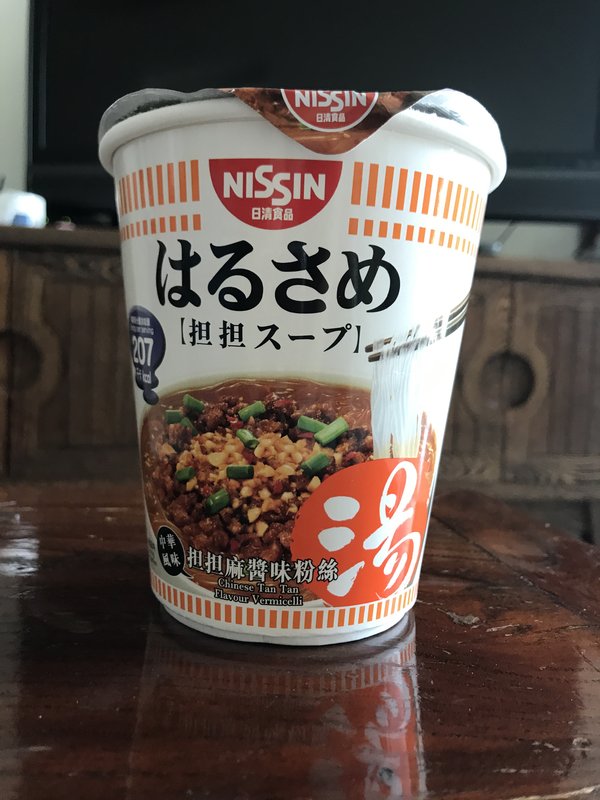 NISSIN
日清食品
NISSIN
日清食品
はるさめ
【担担スープ】
207
kcal
湯
中華
風味
担担麻醬味粉絲
Chinese Tan Tan
Flavour Vermicelli